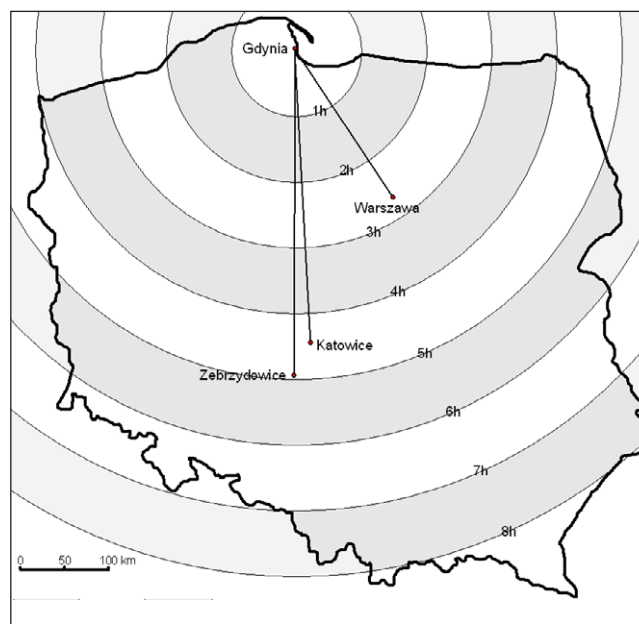 Gdynia
1h
2h
Warszawa
3h
4h
Katowice
5h
Zebrzydowice
6h
7h
8h
0 50 100 km